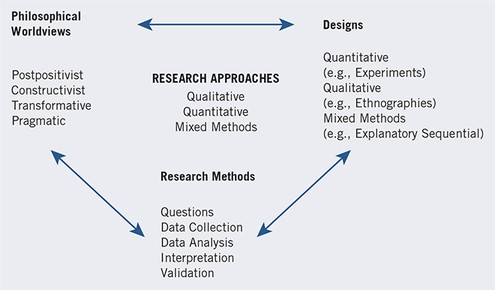 Philosophical
Worldviews
Postpositivist
Constructivist
Transformative
Pragmatic
RESEARCH APPROACHES
Qualitative
Quantitative
Mixed Methods
Designs
Quantitative
(e.g., Experiments)
Qualitative
(e.g., Ethnographies)
Mixed Methods
(e.g., Explanatory Sequential)
Research Methods
Questions
Data Collection
Data Analysis
Interpretation
Validation